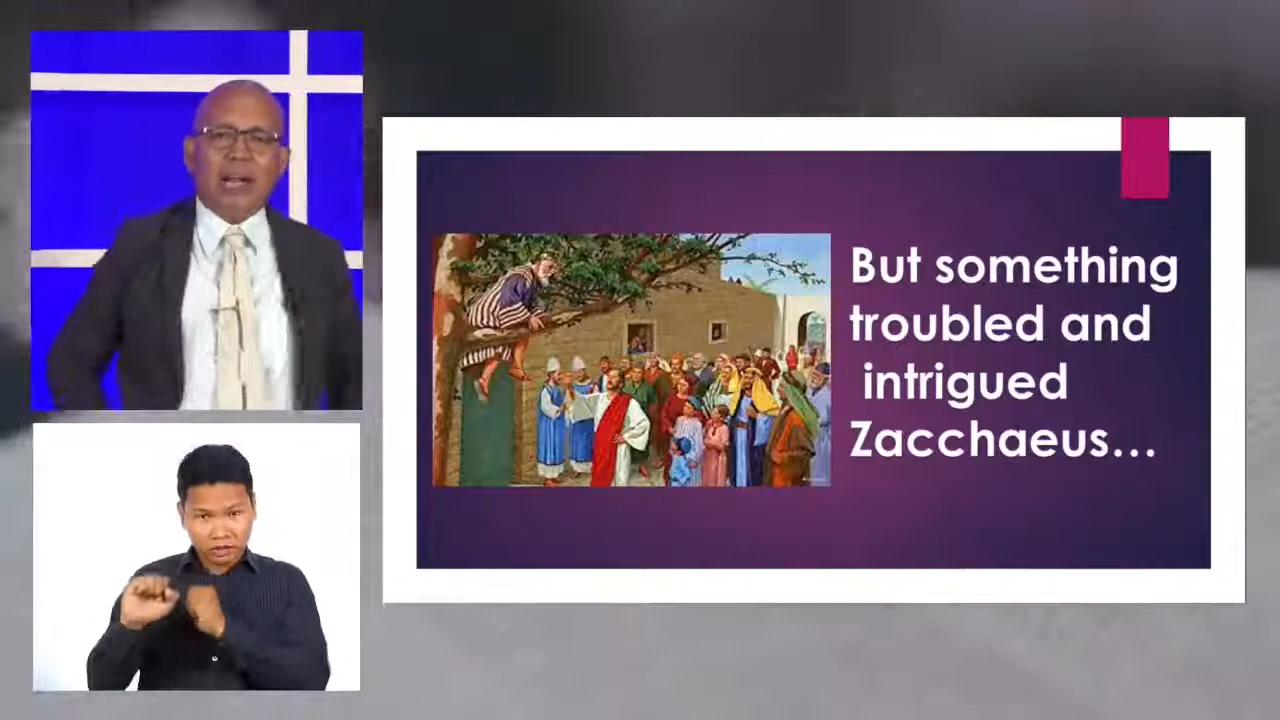 But something
troubled and
intrigued
Zacchaeus…